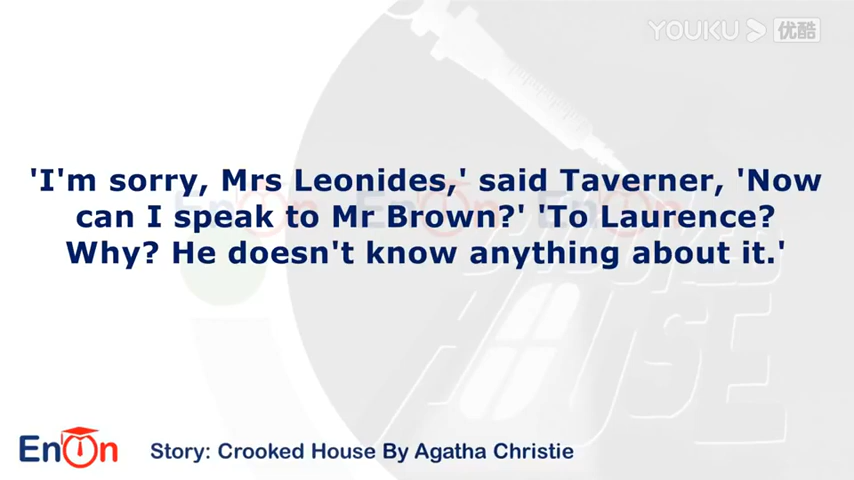 YOUKU 优酷
'I'm sorry, Mrs Leonides,' said Taverner, 'Now
can I speak to Mr Brown?' 'To Laurence?
Why? He doesn't know anything about it.'
HOUSE
EnOn
Story: Crooked House By Agatha Christie